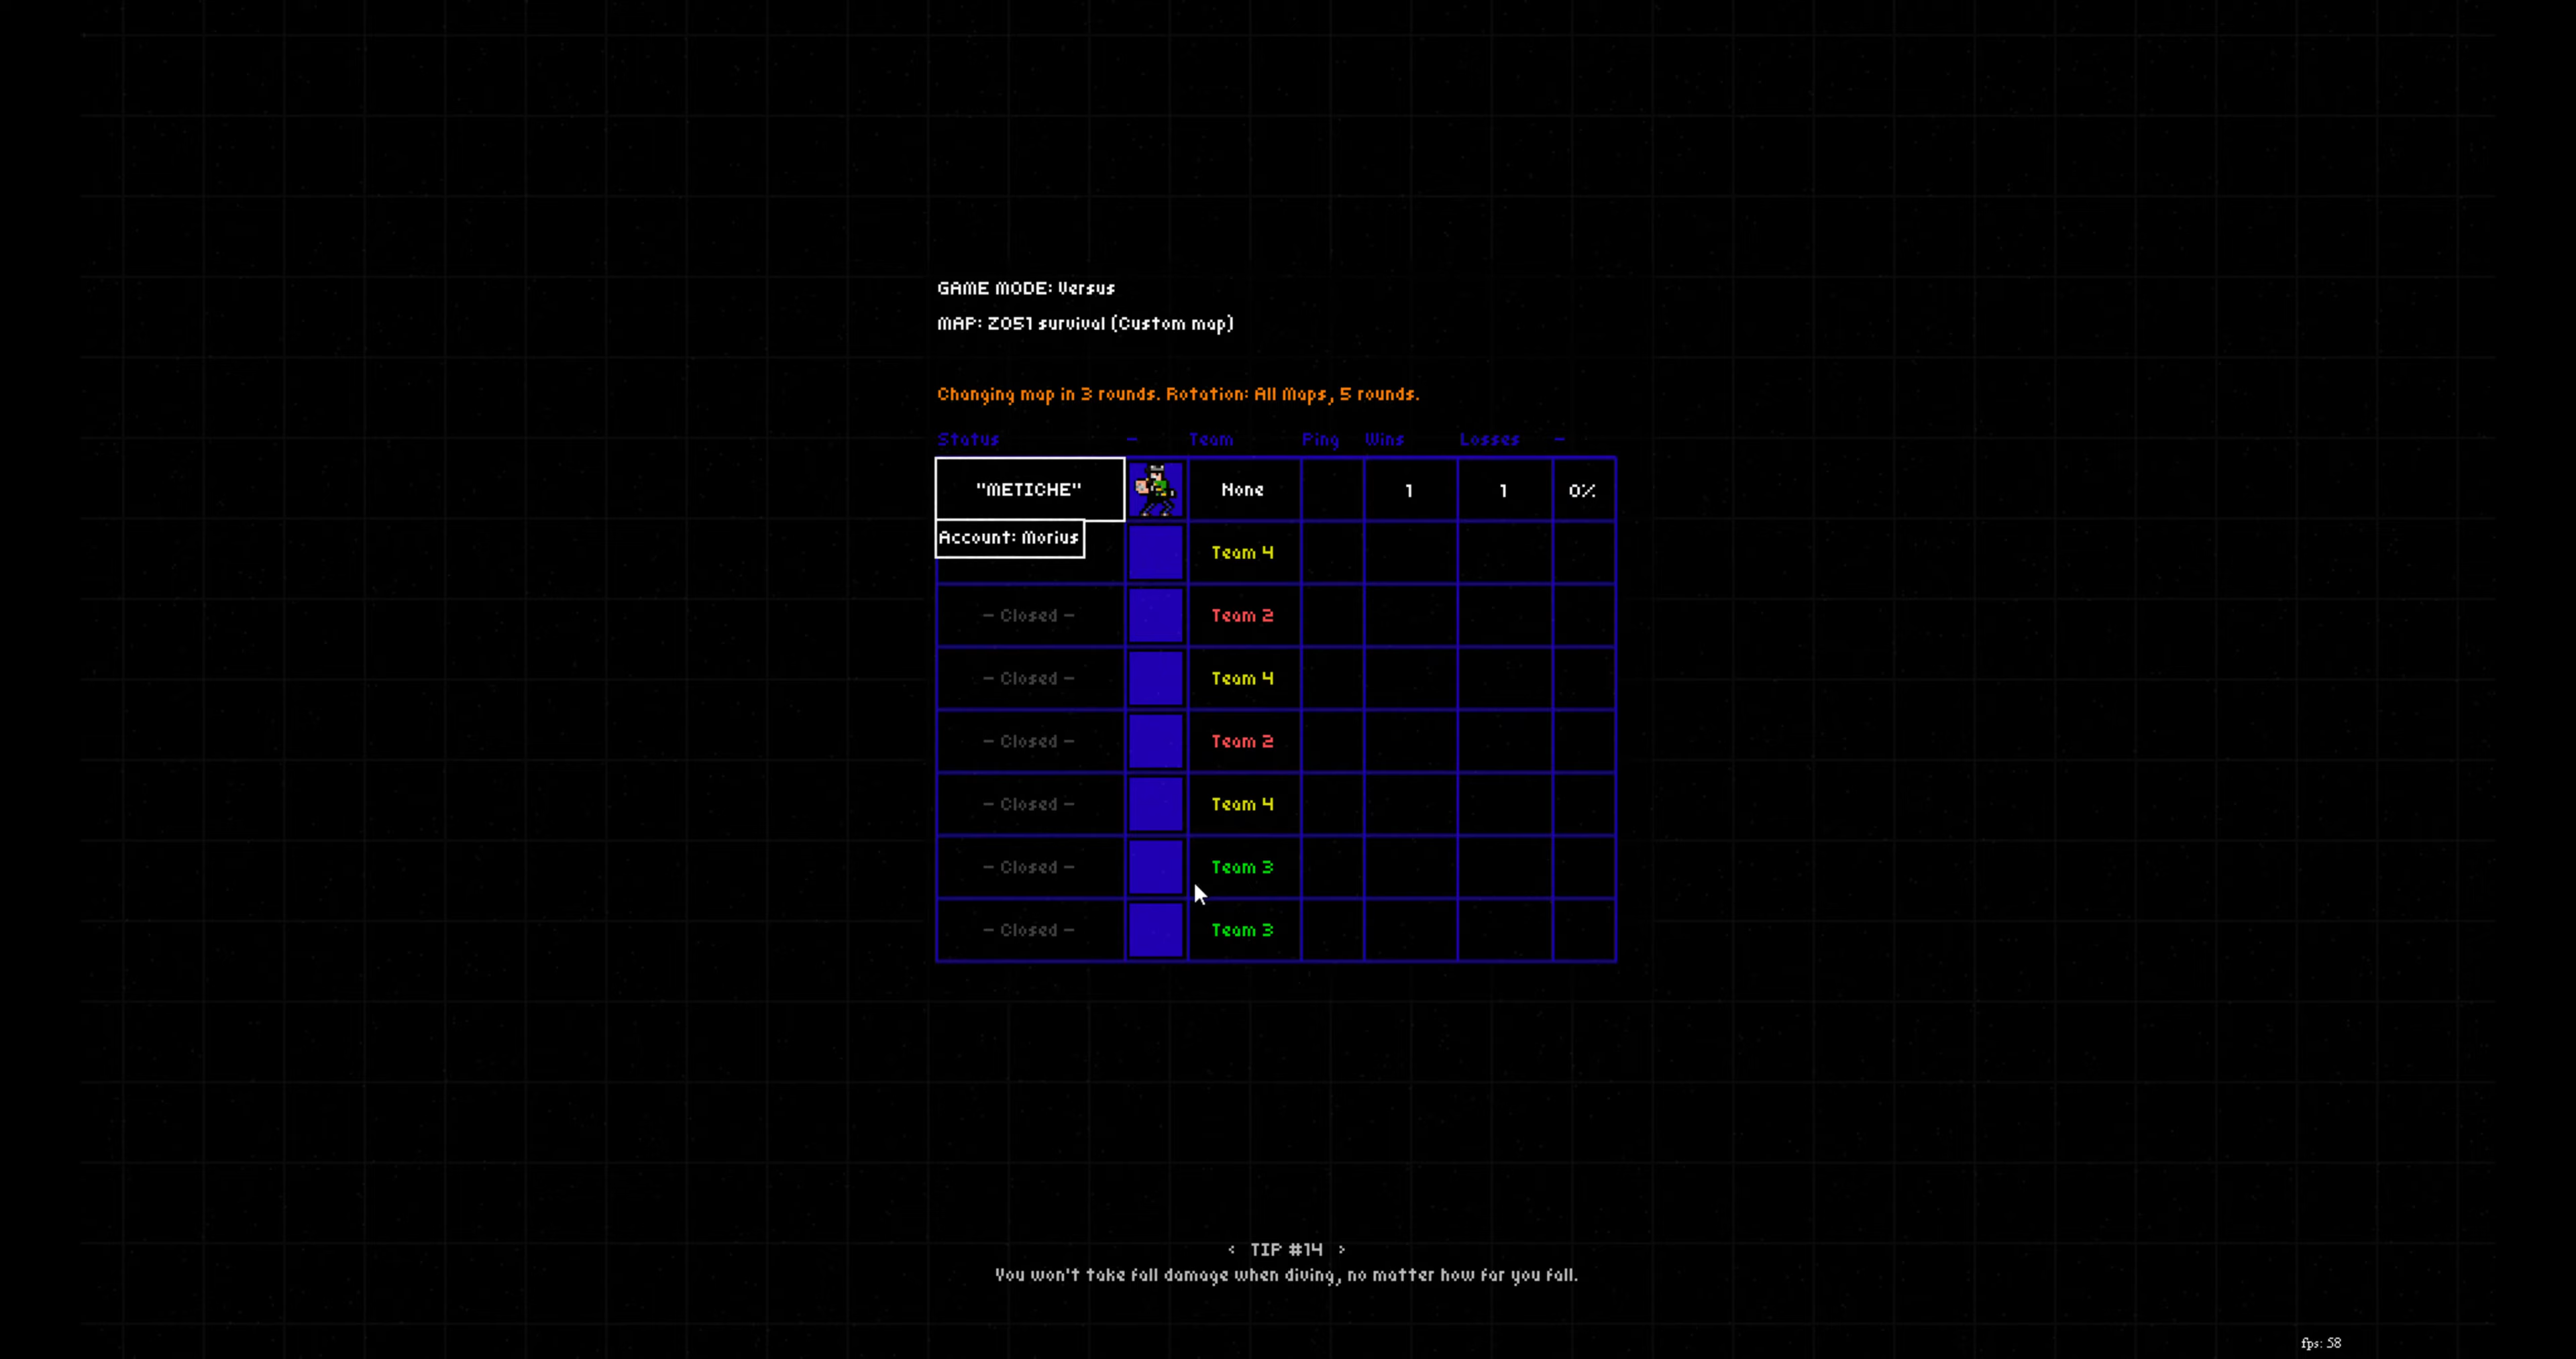 GAME MODE: Versus
MAP: ZO51 survival (Custom map)
Changing map in 3 rounds. Rotation: All Maps, 5 rounds.
Status - Team Ping Wins Losses -
"METICHE" None 1 1 0%
Account: Morius
Team 4
- Closed - Team 2
- Closed - Team 4
- Closed - Team 2
- Closed - Team 4
- Closed - Team 3
- Closed - Team 3
< TIP #14 >
You won't take fall damage when diving, no matter how far you fall.
fps: 58